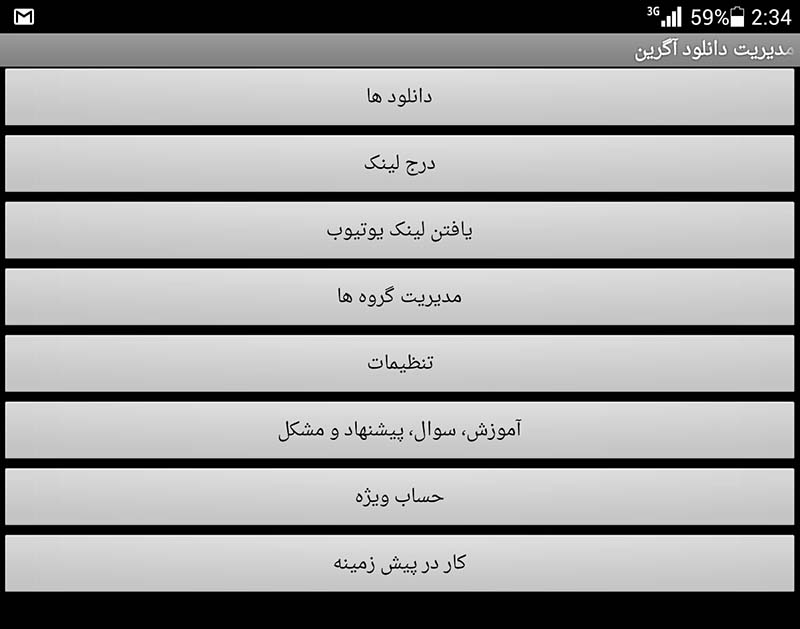 3G 59% 2:34
مدیریت دانلود آگرین
دانلود ها
درج لینک
یافتن لینک یوتیوب
مدیریت گروه ها
تنظیمات
آموزش، سوال، پیشنهاد و مشکل
حساب ویژه
کار در پیش زمینه